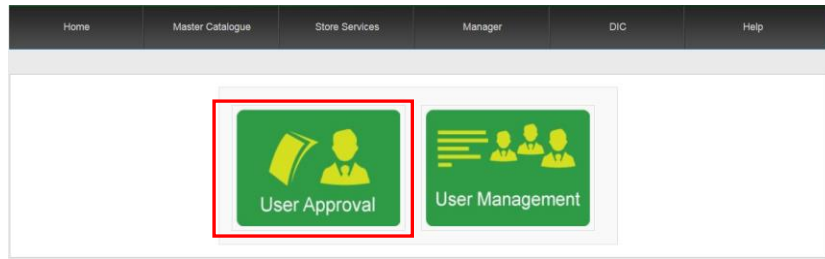 Home Master Catalogue Store Services Manager DIC Help
User Approval User Management